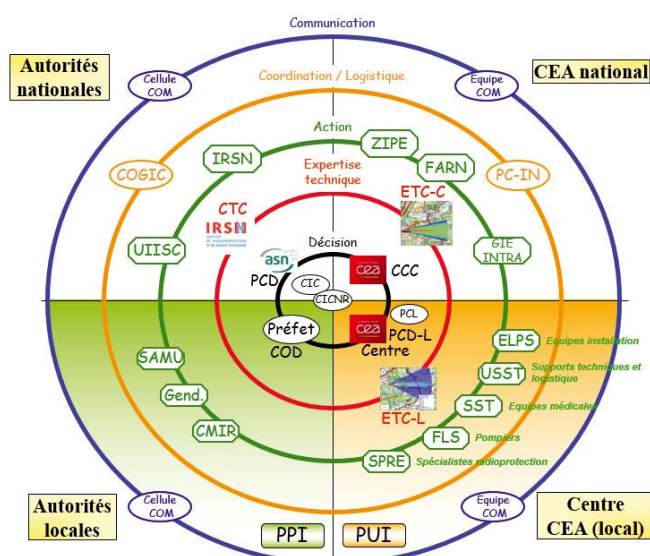 Communication
Autorités
nationales
Cellule
COM
Equipe
COM
CEA national
Coordination / Logistique
Action
ZIPE
IRSN
FARN
Expertise
technique
COGIC
PC-IN
CTC
IRSN
ETC-C
UIISC
GIE
INTRA
asn
Décision
PCD
CIC
cea
CCC
CICNR
Préfet
COD
cea
Centre
PCL
PCD-L
ELPS
Equipes installation
SAMU
USST
Supports techniques et
logistique
Gend.
SST
Equipes médicales
ETC-L
CMIR
FLS
Pompiers
SPRE
Spécialistes radioprotection
Autorités
locales
Cellule
COM
Equipe
COM
Centre
CEA (local)
PPI
PUI